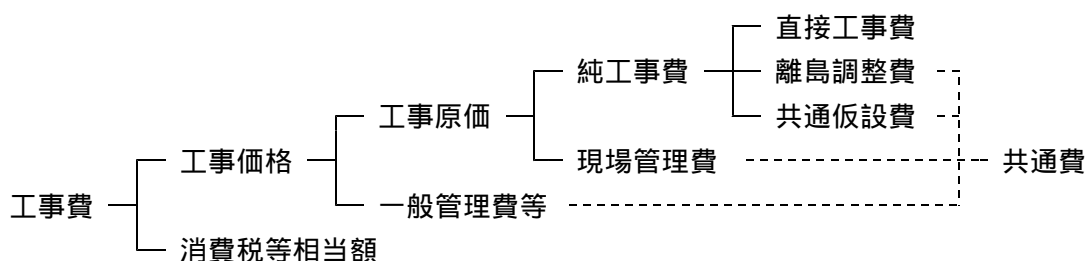 直接工事費
純工事費 離島調整費
工事原価 共通仮設費
工事価格 現場管理費 共通費
工事費 一般管理費等
消費税等相当額